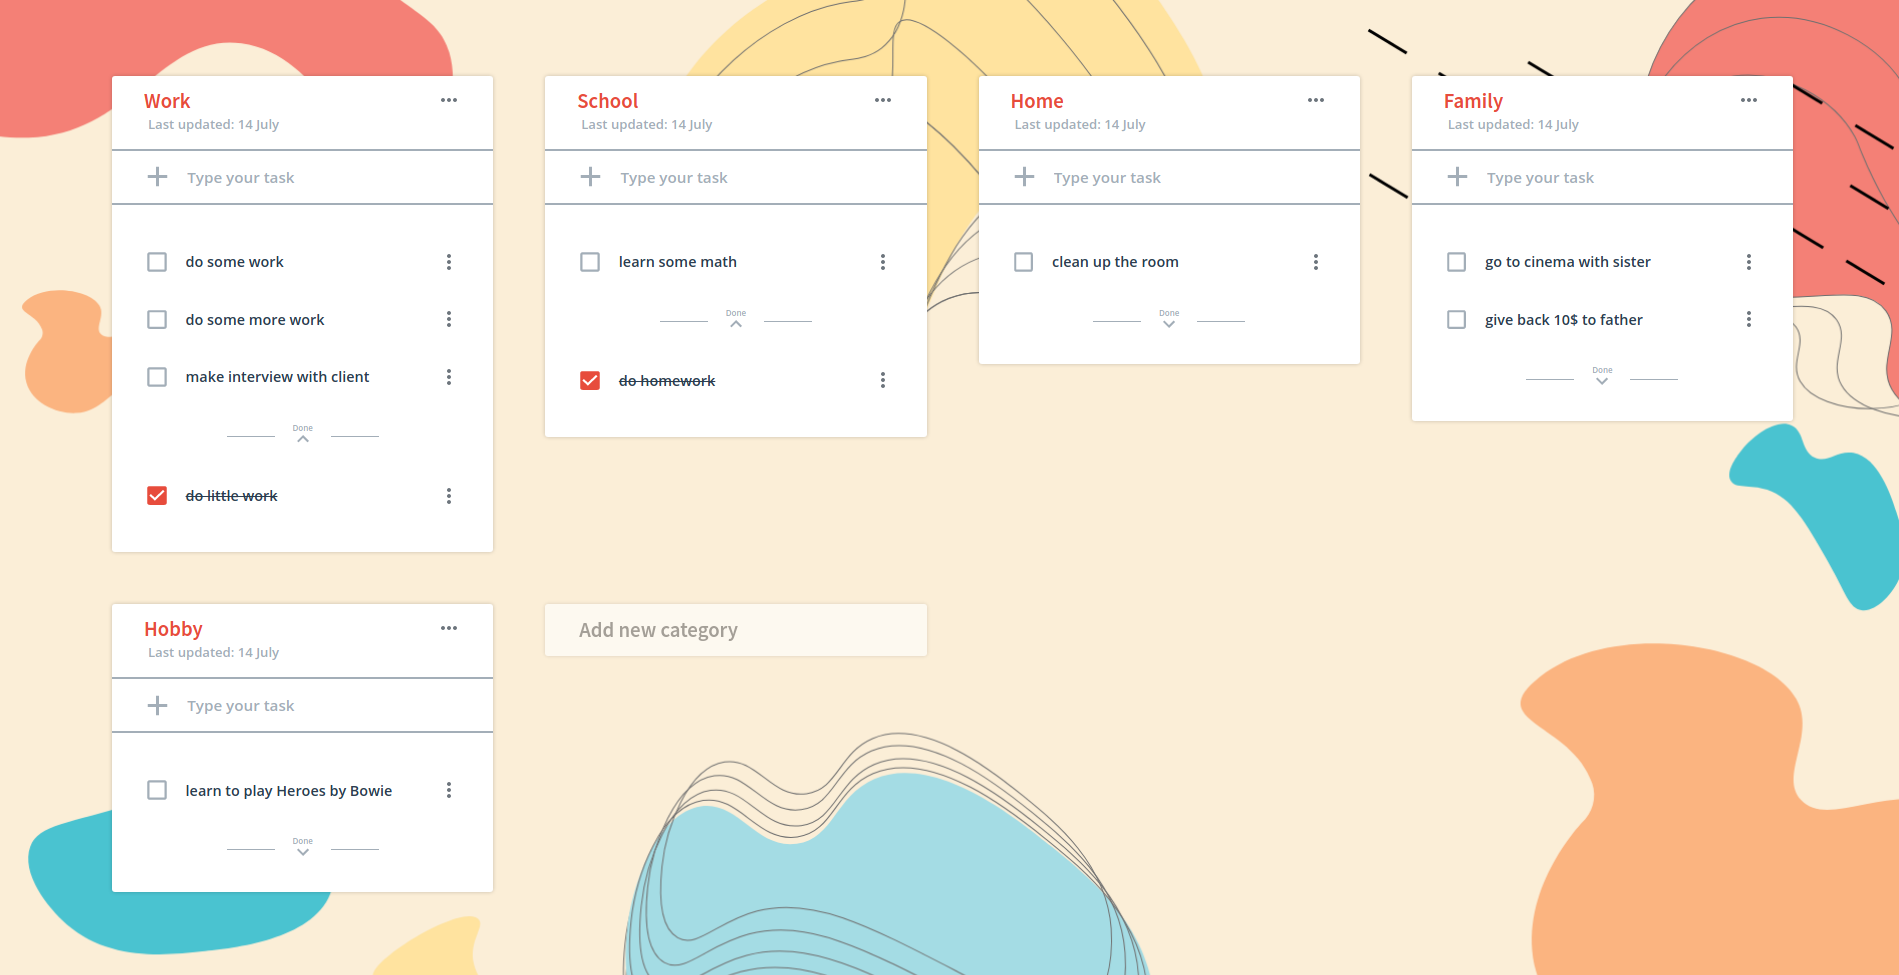 Work
Last updated: 14 July
Type your task
do some work
do some more work
make interview with client
Done
do little work
School
Last updated: 14 July
Type your task
learn some math
Done
do homework
Home
Last updated: 14 July
Type your task
clean up the room
Done
Family
Last updated: 14 July
Type your task
go to cinema with sister
give back 10$ to father
Done
Hobby
Last updated: 14 July
Type your task
learn to play Heroes by Bowie
Done
Add new category